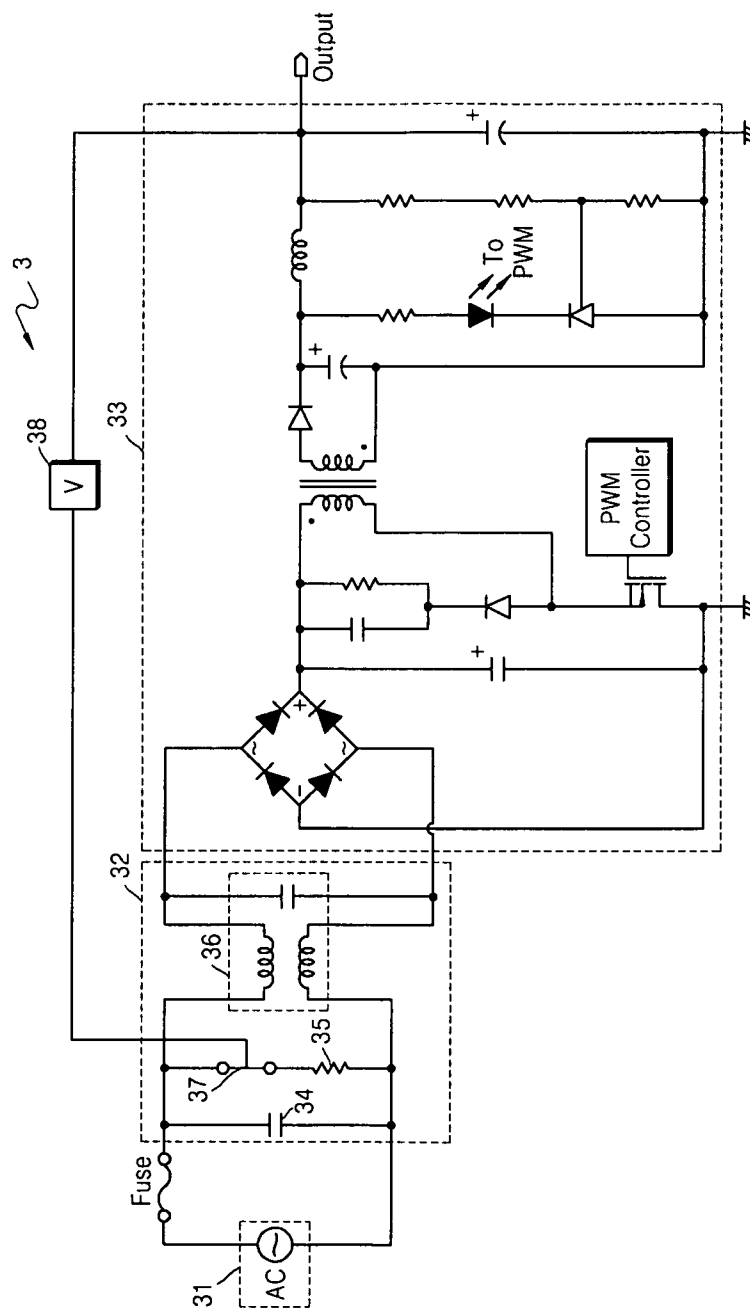 3
38
V
33
Output
To
PWM
PWM
Controller
+
+
+
+
−
~
~
32
36
37
35
34
Fuse
31
AC